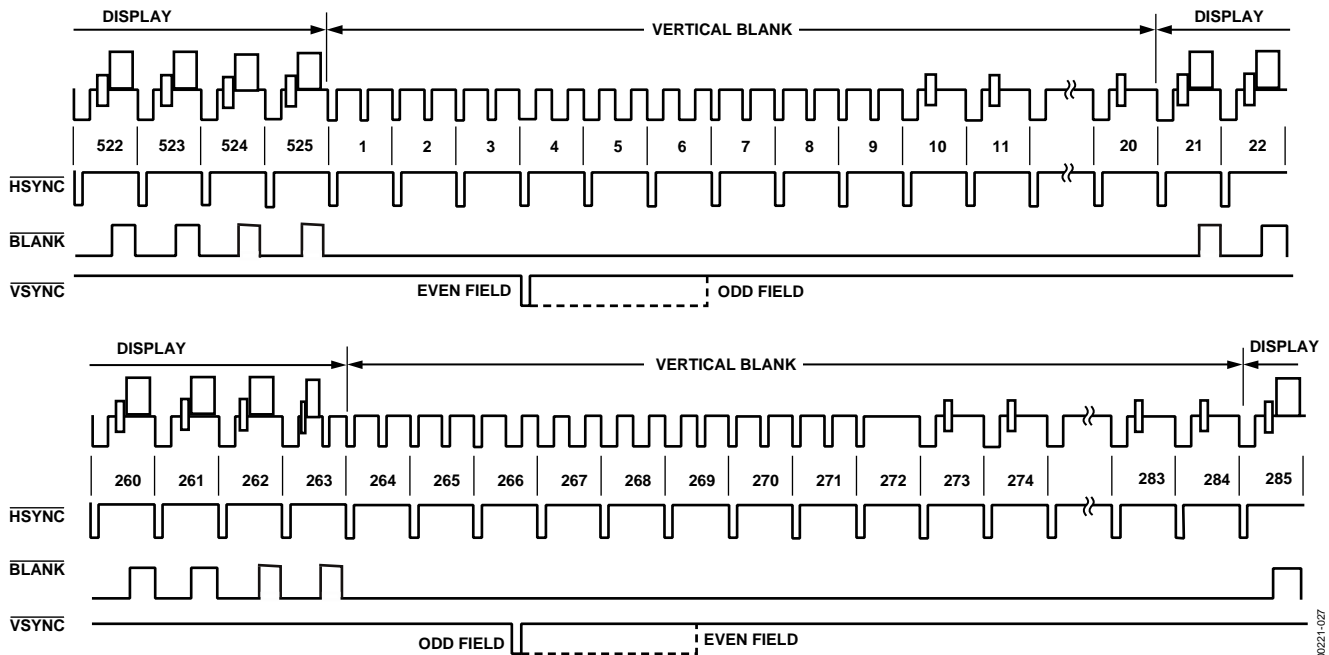 DISPLAY VERTICAL BLANK DISPLAY
522 523 524 525 1 2 3 4 5 6 7 8 9 10 11 20 21 22
HSYNC
BLANK
VSYNC EVEN FIELD ODD FIELD
DISPLAY VERTICAL BLANK DISPLAY
260 261 262 263 264 265 266 267 268 269 270 271 272 273 274 283 284 285
HSYNC
BLANK
VSYNC ODD FIELD EVEN FIELD
00221-027